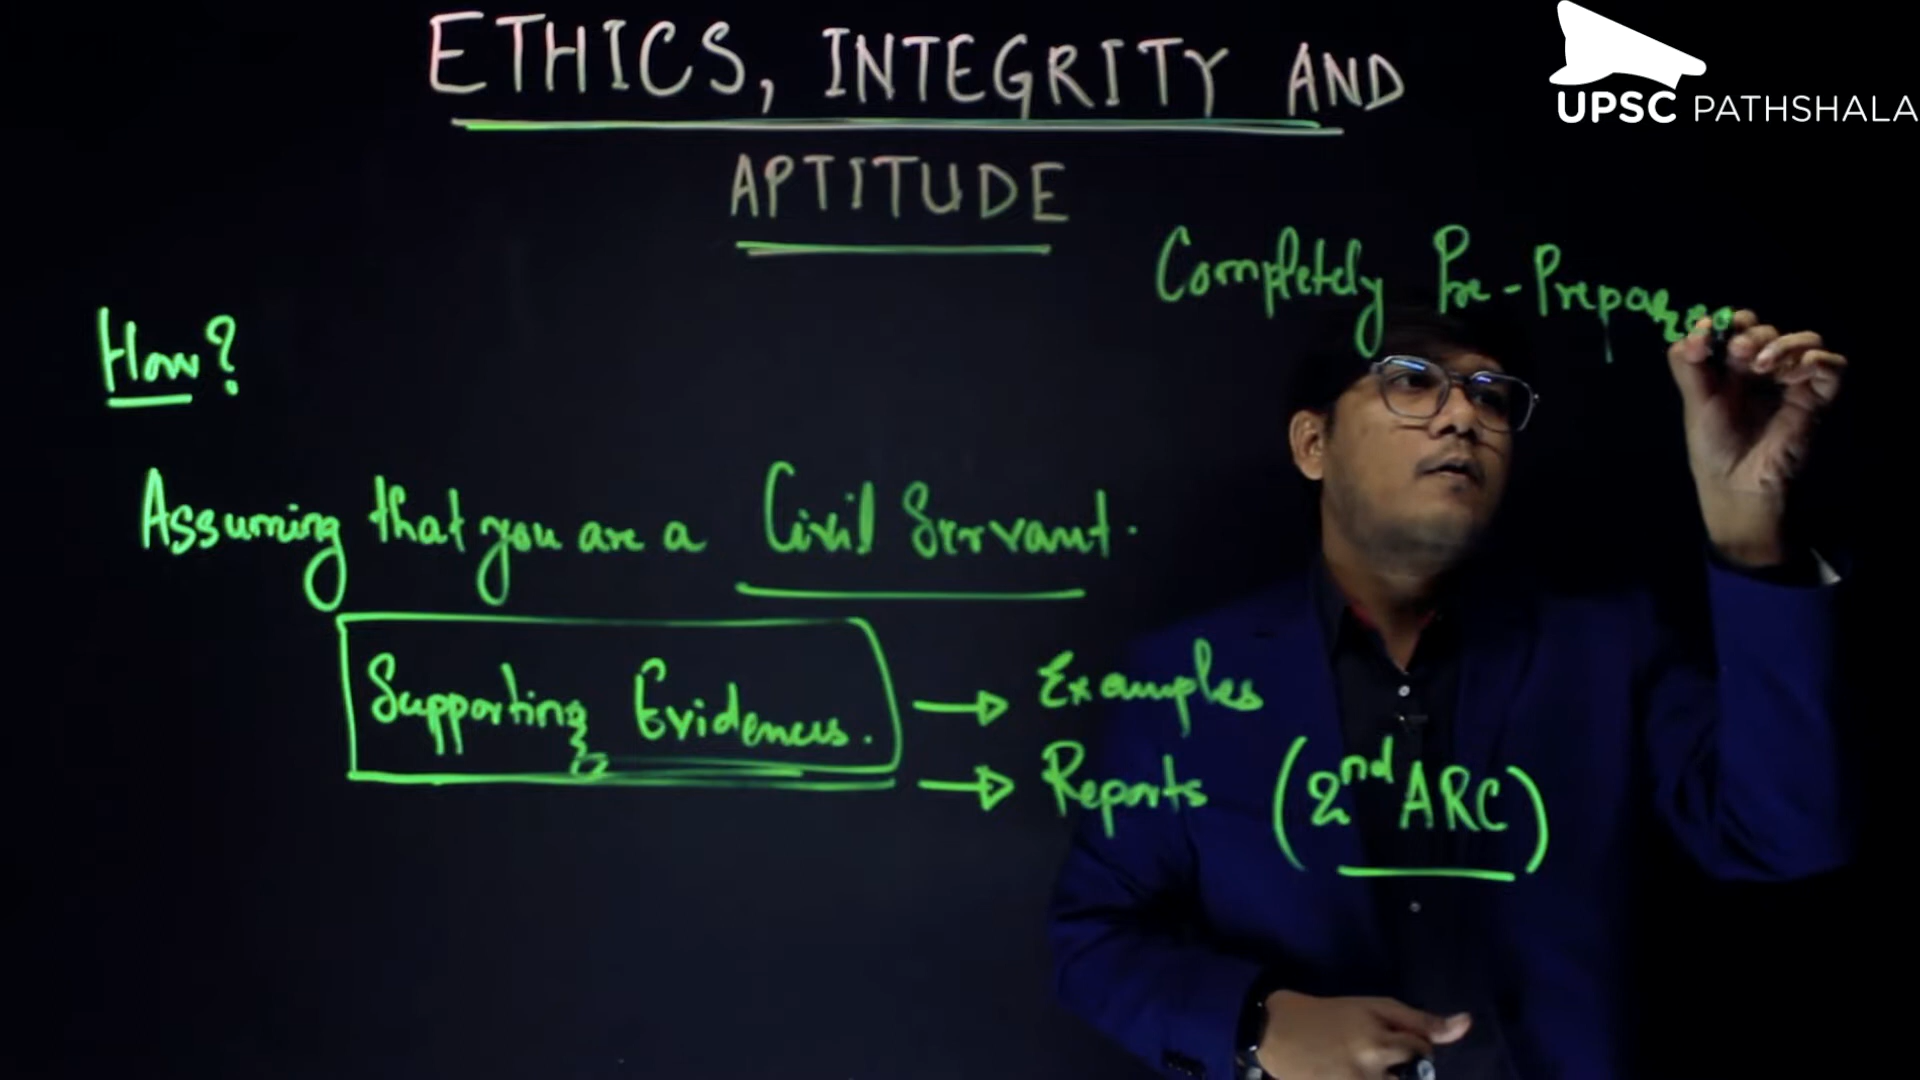 ETHICS, INTEGRITY AND
APTITUDE
UPSC PATHSHALA
Completely Pre-Prepared
How?
Assuming that you are a Civil Servant.
Supporting Evidences. → Examples
→ Reports (2nd ARC)